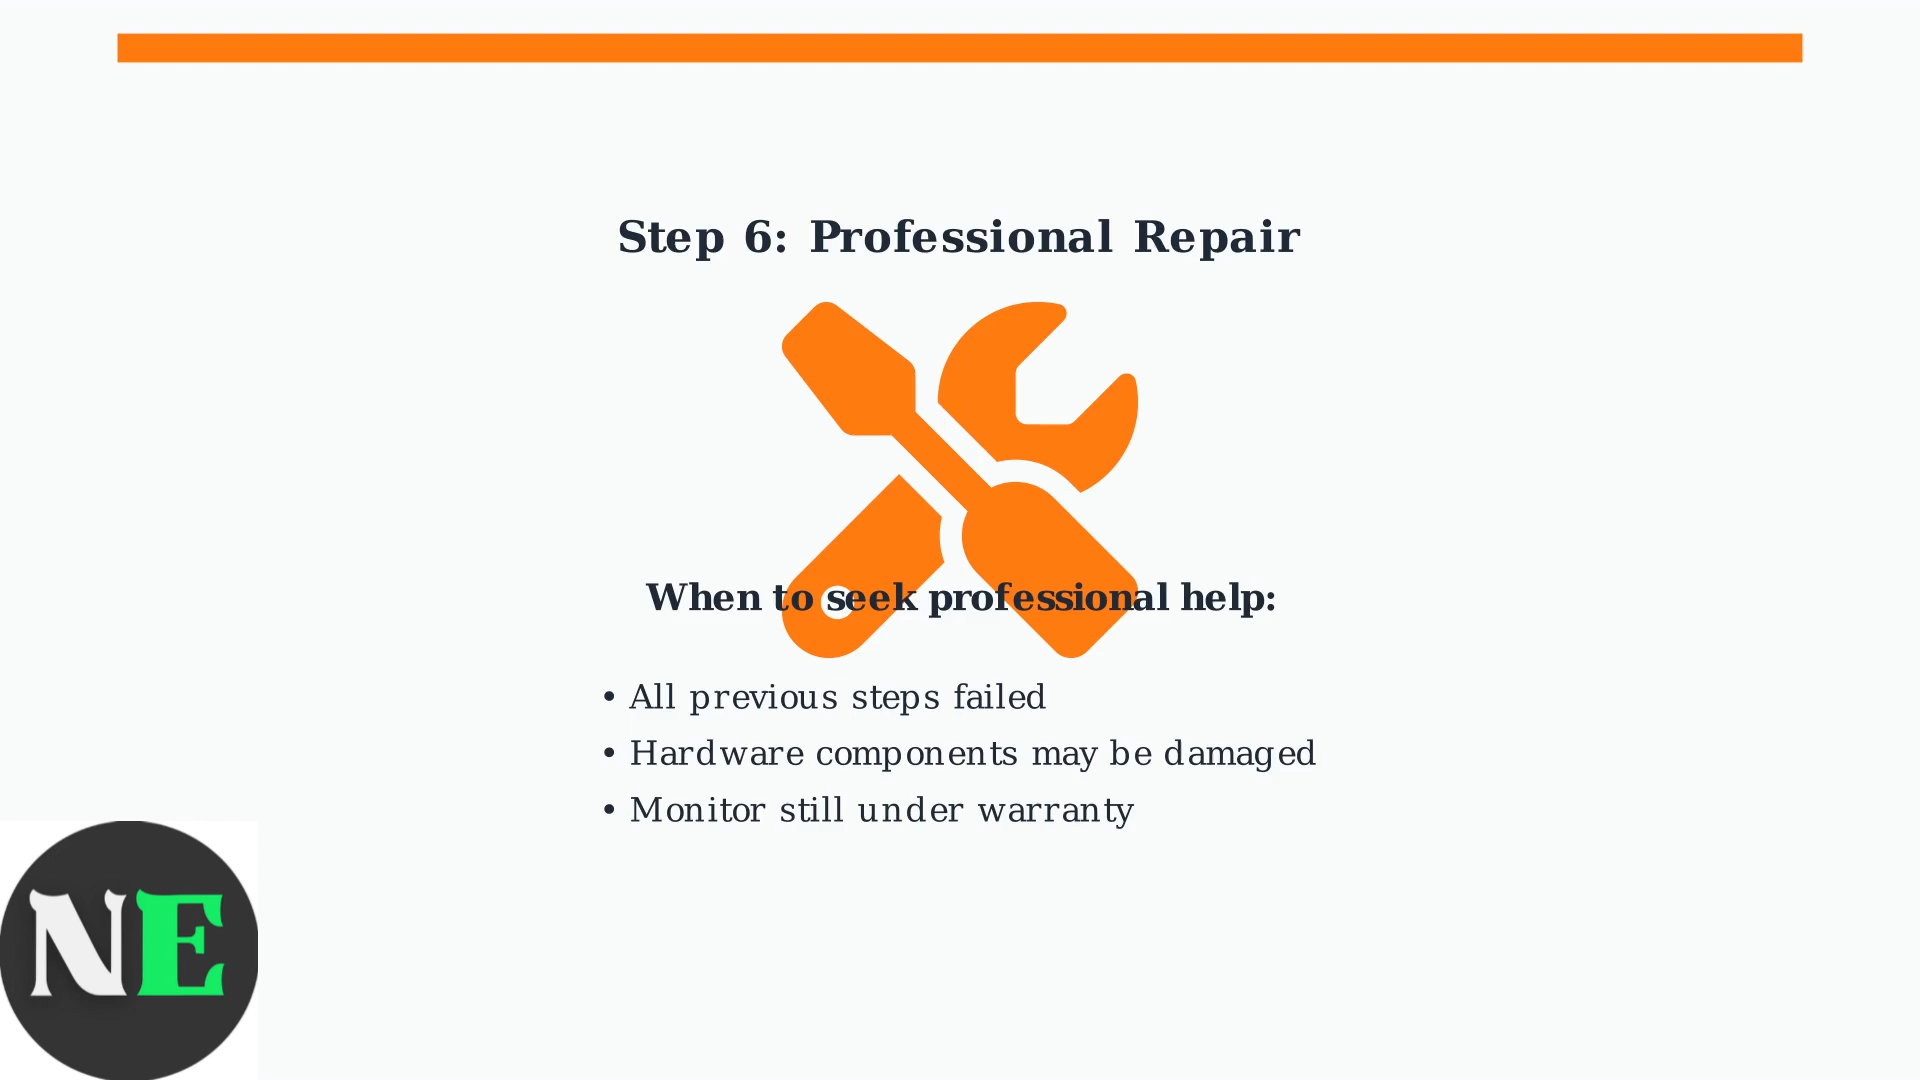 Step 6: Professional Repair
When to seek professional help:
• All previous steps failed
• Hardware components may be damaged
• Monitor still under warranty
NE